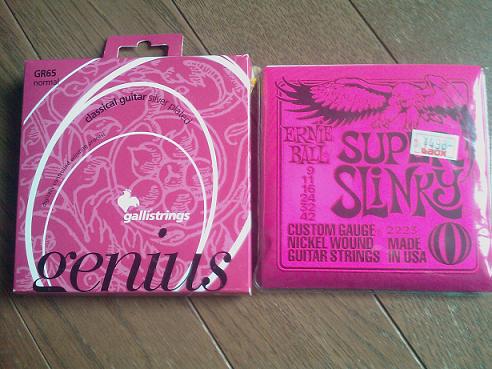 GR65
normal
classical guitar silver plated
gallistrings
genius
ERNIE
BALL
9
11
16
24
32
42
SUPER
SLINKY
CUSTOM GAUGE
NICKEL WOUND
GUITAR STRINGS
2223
MADE
IN USA